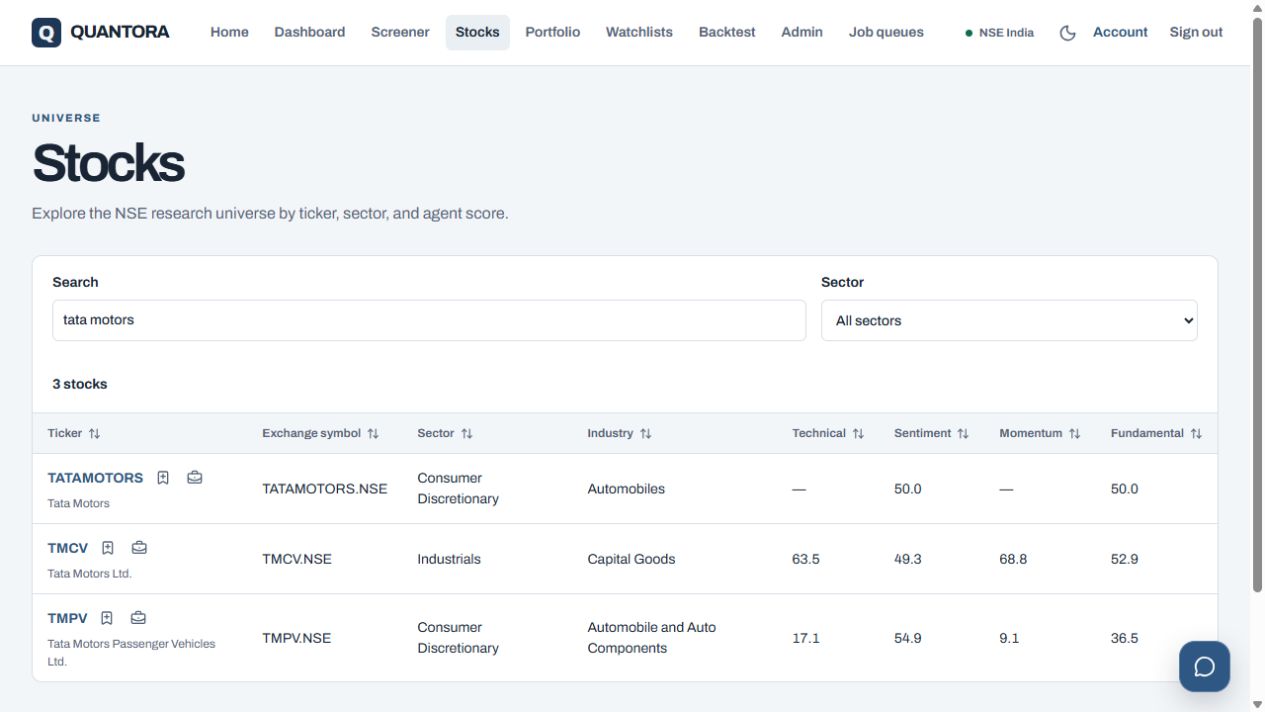 Q QUANTORA Home Dashboard Screener Stocks Portfolio Watchlists Backtest Admin Job queues NSE India Account Sign out
UNIVERSE
Stocks
Explore the NSE research universe by ticker, sector, and agent score.
Search Sector
tata motors All sectors
3 stocks
Ticker Exchange symbol Sector Industry Technical Sentiment Momentum Fundamental
TATAMOTORS
Tata Motors
TATAMOTORS.NSE
Consumer
Discretionary
Automobiles
— 50.0 — 50.0
TMCV
Tata Motors Ltd.
TMCV.NSE
Industrials
Capital Goods
63.5 49.3 68.8 52.9
TMPV
Tata Motors Passenger Vehicles
Ltd.
TMPV.NSE
Consumer
Discretionary
Automobile and Auto
Components
17.1 54.9 9.1 36.5